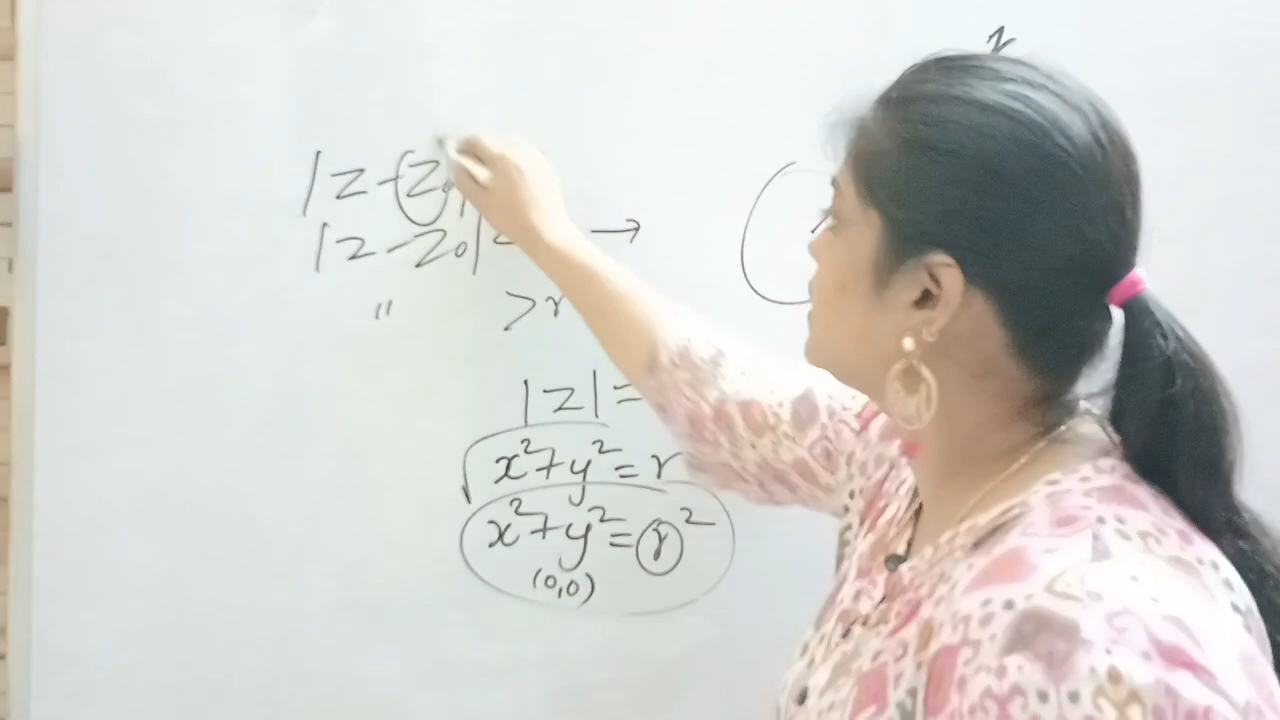 |z-z₀|
|z-z₀|<
" >r
|z|=
√x²+y²=r
x²+y²=r²
(0,0)
z